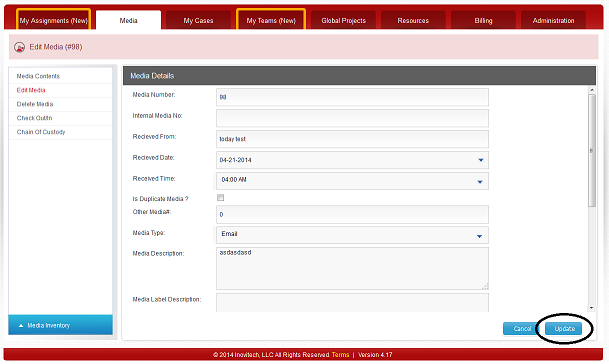 My Assignments (New) Media My Cases My Teams (New) Global Projects Resources Billing Administration
Edit Media (#98)
Media Contents
Edit Media
Delete Media
Check Out/In
Chain Of Custody
Media Inventory
Media Details
Media Number: 98
Internal Media No:
Recieved From: today test
Recieved Date: 04-21-2014
Received Time: 04:00 AM
Is Duplicate Media ?
Other Media#: 0
Media Type: Email
Media Description: asdasdasd
Media Label Description:
Cancel Update
© 2014 Inovitech, LLC All Rights Reserved. Terms | Version 4.17